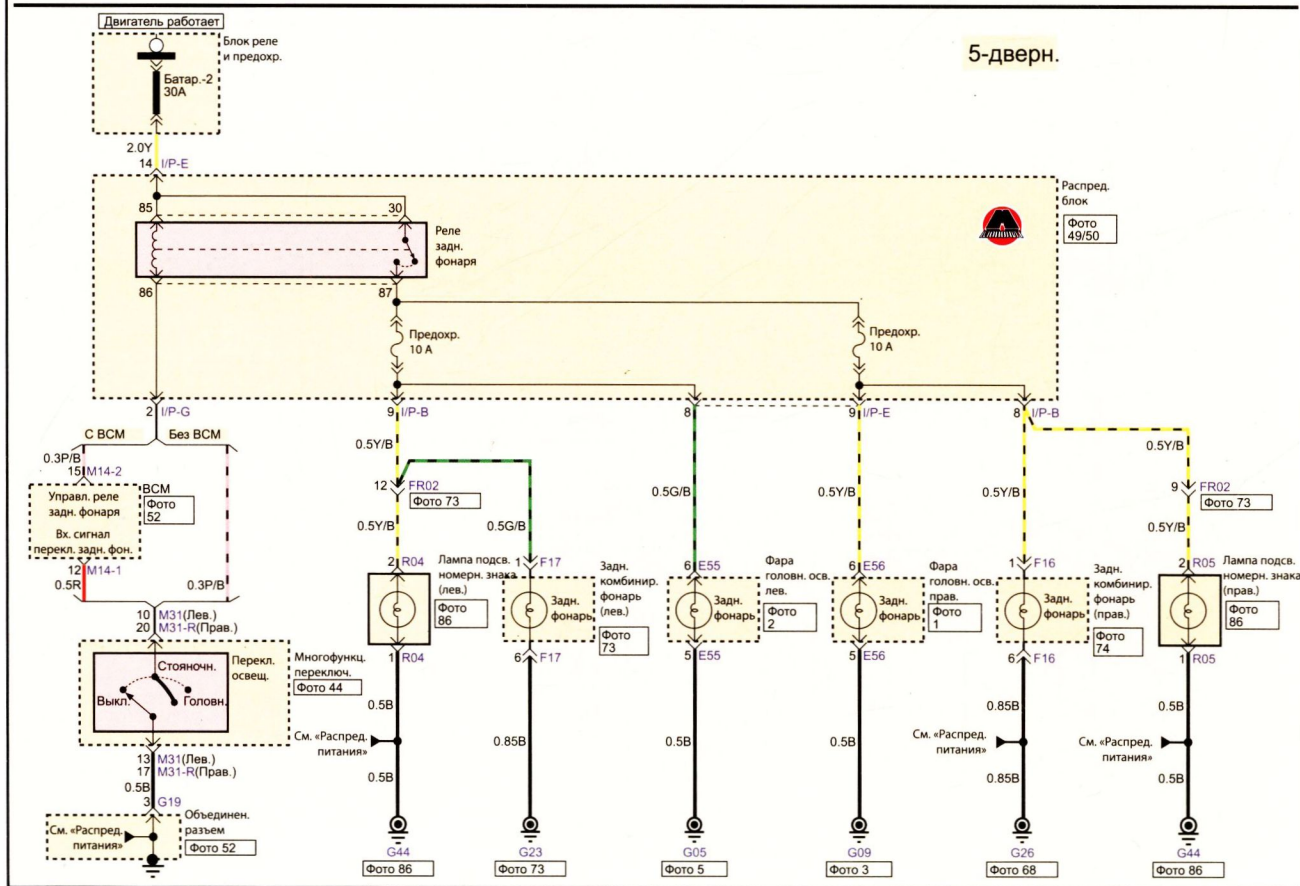 Двигатель работает
Блок реле
и предохр.
Батар.-2
30А
5-дверн.
2.0Y
14 I/P-E
Распред.
блок
Фото
49/50
85
30
Реле
задн.
фонаря
86
87
Предохр.
10 А
Предохр.
10 А
2 I/P-G
9 I/P-B
8
9 I/P-E
8 I/P-B
С BCM
Без BCM
0.3P/B
15 M14-2
Управл. реле
задн. фонаря
Вх. сигнал
перекл. задн. фон.
BCM
Фото
52
12 M14-1
0.5R
0.3P/B
0.5Y/B
12 FR02
Фото 73
0.5Y/B
0.5G/B
0.5G/B
0.5Y/B
0.5Y/B
0.5Y/B
9 FR02
Фото 73
0.5Y/B
2 R04
Лампа подсв.
номерн. знака
(лев.)
Фото
86
1 R04
1 F17
Задн.
фонарь
Задн.
комбинир.
фонарь
(лев.)
Фото
73
6 F17
6 E55
Задн.
фонарь
Фара
головн. осв.
лев.
Фото
2
5 E55
6 E56
Задн.
фонарь
Фара
головн. осв.
прав.
Фото
1
5 E56
1 F16
Задн.
фонарь
Задн.
комбинир.
фонарь
(прав.)
Фото
74
6 F16
2 R05
Лампа подсв.
номерн. знака
(прав.)
Фото
86
1 R05
10 M31(Лев.)
20 M31-R(Прав.)
Стояночн.
Выкл.
Головн.
Перекл.
освещ.
Многофункц.
переключ.
Фото 44
13 M31(Лев.)
17 M31-R(Прав.)
0.5B
3 G19
См. «Распред.
питания»
Объединен.
разъем
Фото 52
0.5B
См. «Распред.
питания»
0.5B
0.85B
0.5B
0.5B
0.85B
См. «Распред.
питания»
0.85B
0.5B
См. «Распред.
питания»
0.5B
G44
Фото 86
G23
Фото 73
G05
Фото 5
G09
Фото 3
G26
Фото 68
G44
Фото 86